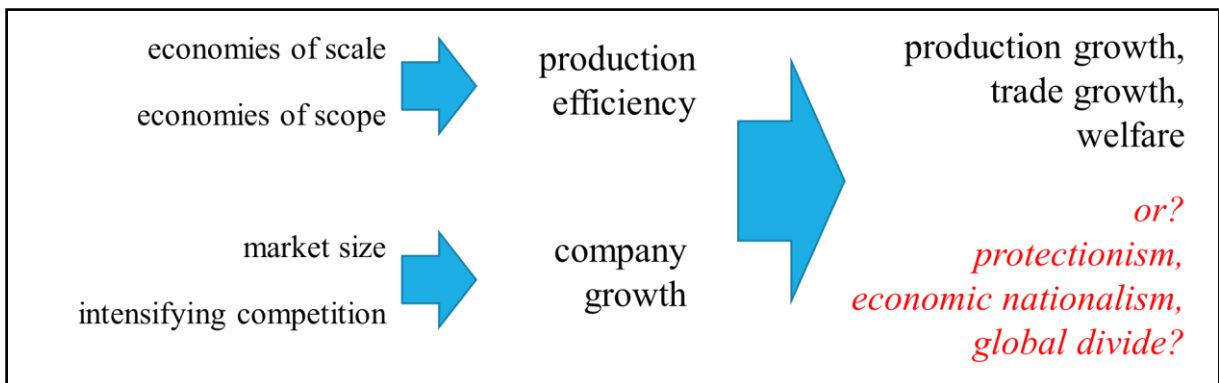 economies of scale
economies of scope
production
efficiency
market size
intensifying competition
company
growth
production growth,
trade growth,
welfare
or?
protectionism,
economic nationalism,
global divide?